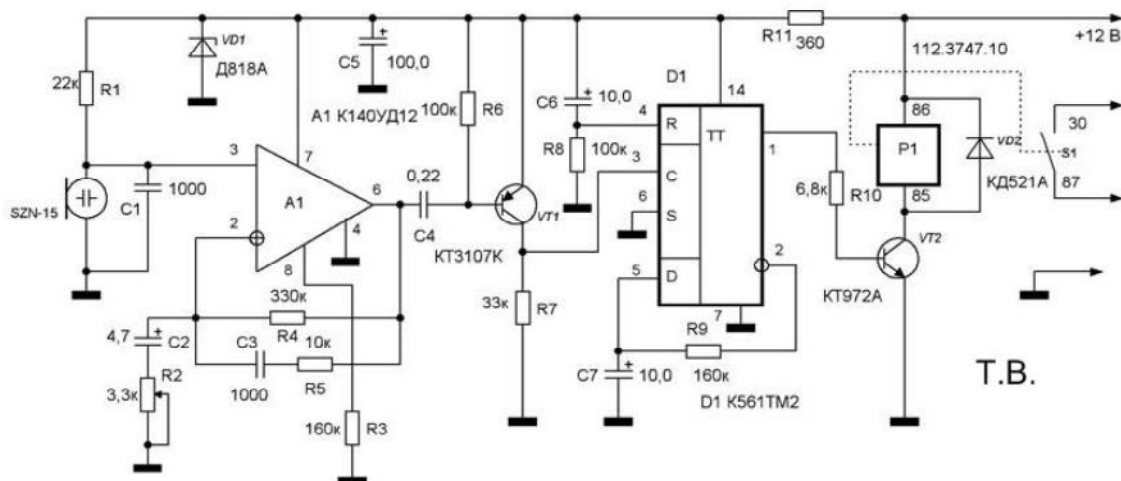 VD1
Д818А
22к
R1
C5
100,0
R11
360
+12 В
112.3747.10
D1
C6
10,0
14
A1 К140УД12
100к
R6
4
R
TT
86
30
R8
100к
3
7
3
1
P1
VD2
S1
C
1000
C1
SZN-15
A1
6
0,22
6,8к
R10
КД521А
87
6
S
85
2
4
C4
VT1
VT2
8
КТ3107К
5
D
2
КТ972А
330к
R4
33к
R7
7
R9
4,7
C2
C3
10к
C7
10,0
160к
R2
3,3к
1000
R5
D1 К561ТМ2
Т.В.
160к
R3